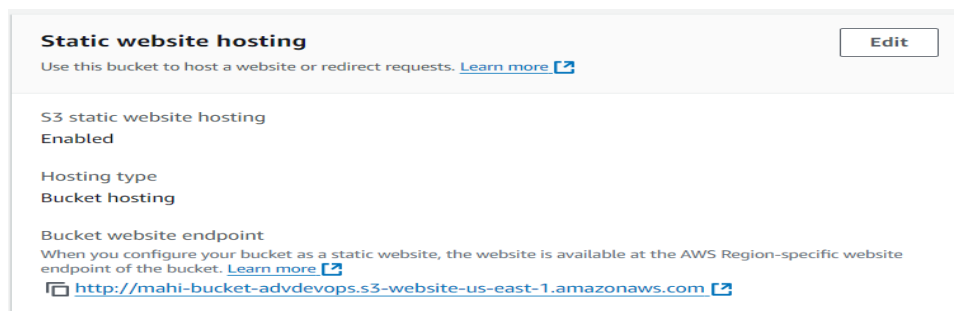 Static website hosting
Edit
Use this bucket to host a website or redirect requests. Learn more
S3 static website hosting
Enabled
Hosting type
Bucket hosting
Bucket website endpoint
When you configure your bucket as a static website, the website is available at the AWS Region-specific website
endpoint of the bucket. Learn more
http://mahi-bucket-advdevops.s3-website-us-east-1.amazonaws.com